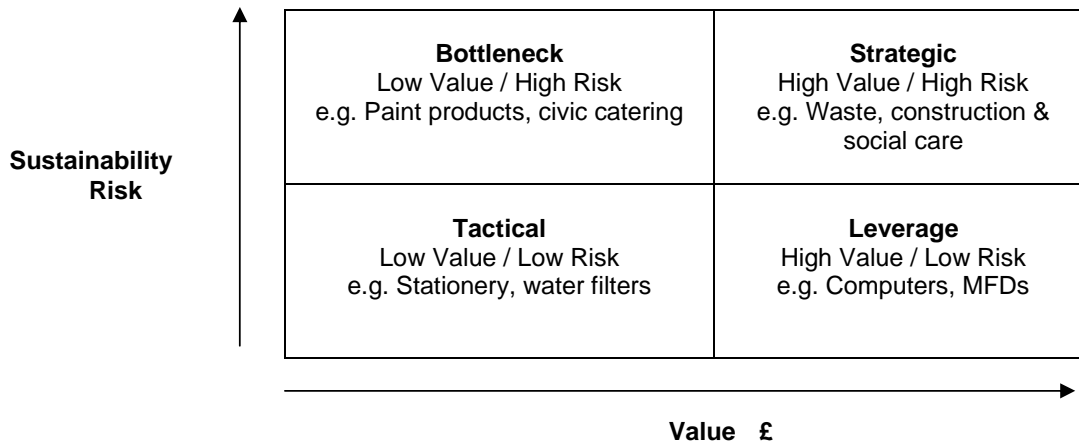 Bottleneck
Low Value / High Risk
e.g. Paint products, civic catering
Strategic
High Value / High Risk
e.g. Waste, construction &
social care
Sustainability
Risk
Tactical
Low Value / Low Risk
e.g. Stationery, water filters
Leverage
High Value / Low Risk
e.g. Computers, MFDs
Value £